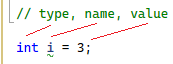 // type, name, value
int i = 3;